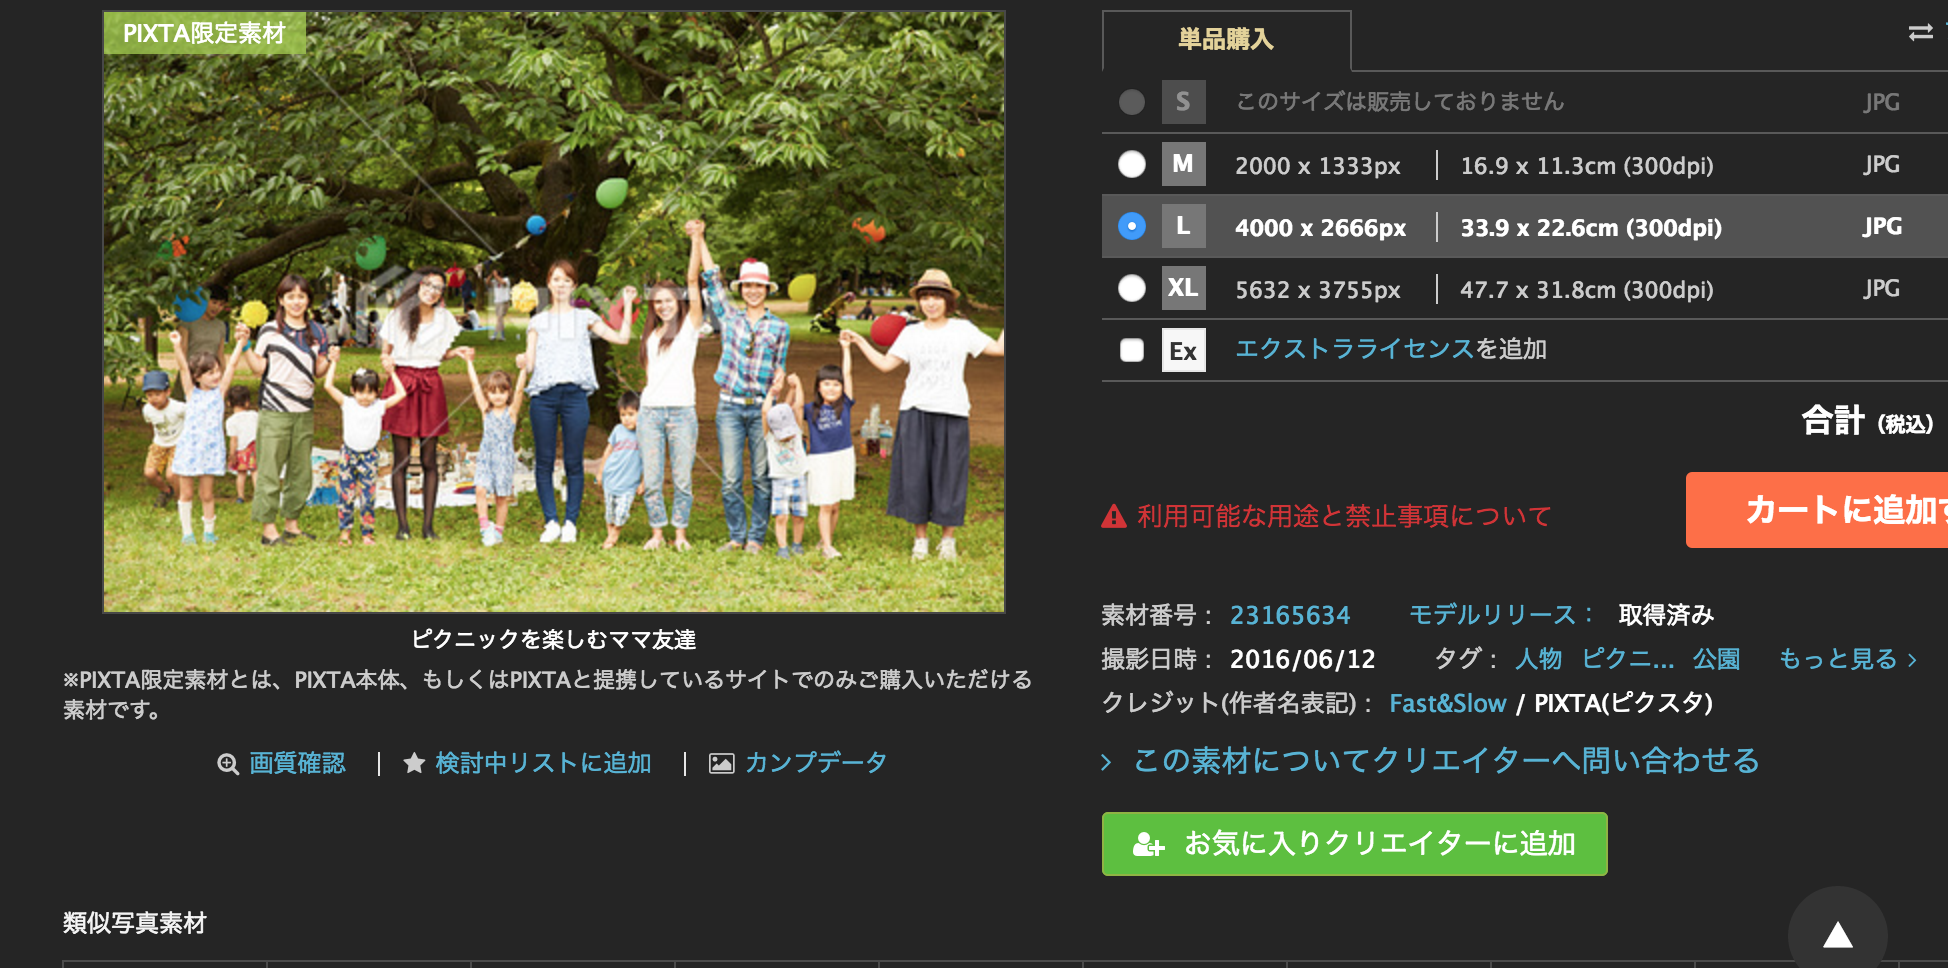 PIXTA限定素材
ピクニックを楽しむママ友達
※PIXTA限定素材とは、PIXTA本体、もしくはPIXTAと提携しているサイトでのみご購入いただける
素材です。
画質確認 | 検討中リストに追加 | カンプデータ
類似写真素材
単品購入
S このサイズは販売しておりません JPG
M 2000 x 1333px | 16.9 x 11.3cm (300dpi) JPG
L 4000 x 2666px | 33.9 x 22.6cm (300dpi) JPG
XL 5632 x 3755px | 47.7 x 31.8cm (300dpi) JPG
Ex エクストラライセンスを追加
合計 (税込)
利用可能な用途と禁止事項について
カートに追加す
素材番号： 23165634 モデルリリース： 取得済み
撮影日時： 2016/06/12 タグ： 人物 ピクニ... 公園 もっと見る
クレジット(作者名表記)： Fast&Slow / PIXTA(ピクスタ)
この素材についてクリエイターへ問い合わせる
お気に入りクリエイターに追加